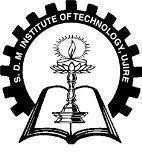 S. D. M INSTITUTE OF TECHNOLOGY, UJIRE